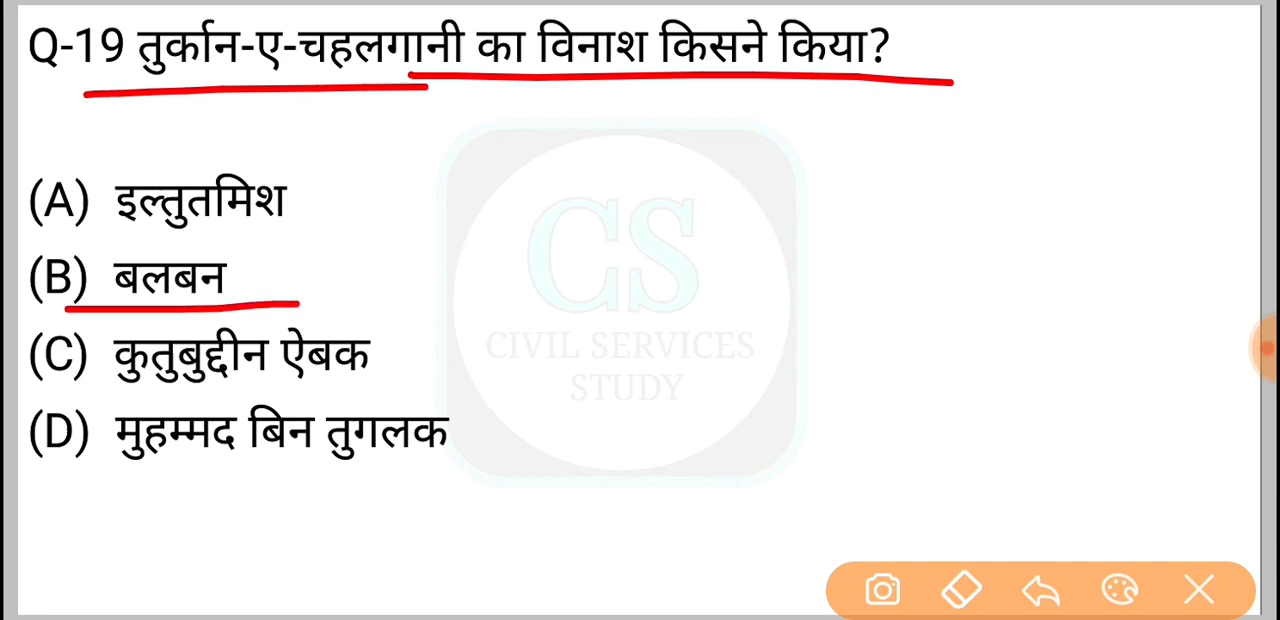 Q-19 तुर्कान-ए-चहलगानी का विनाश किसने किया?
(A) इल्तुतमिश
(B) बलबन
(C) कुतुबुद्दीन ऐबक
(D) मुहम्मद बिन तुगलक
CS
CIVIL SERVICES
STUDY